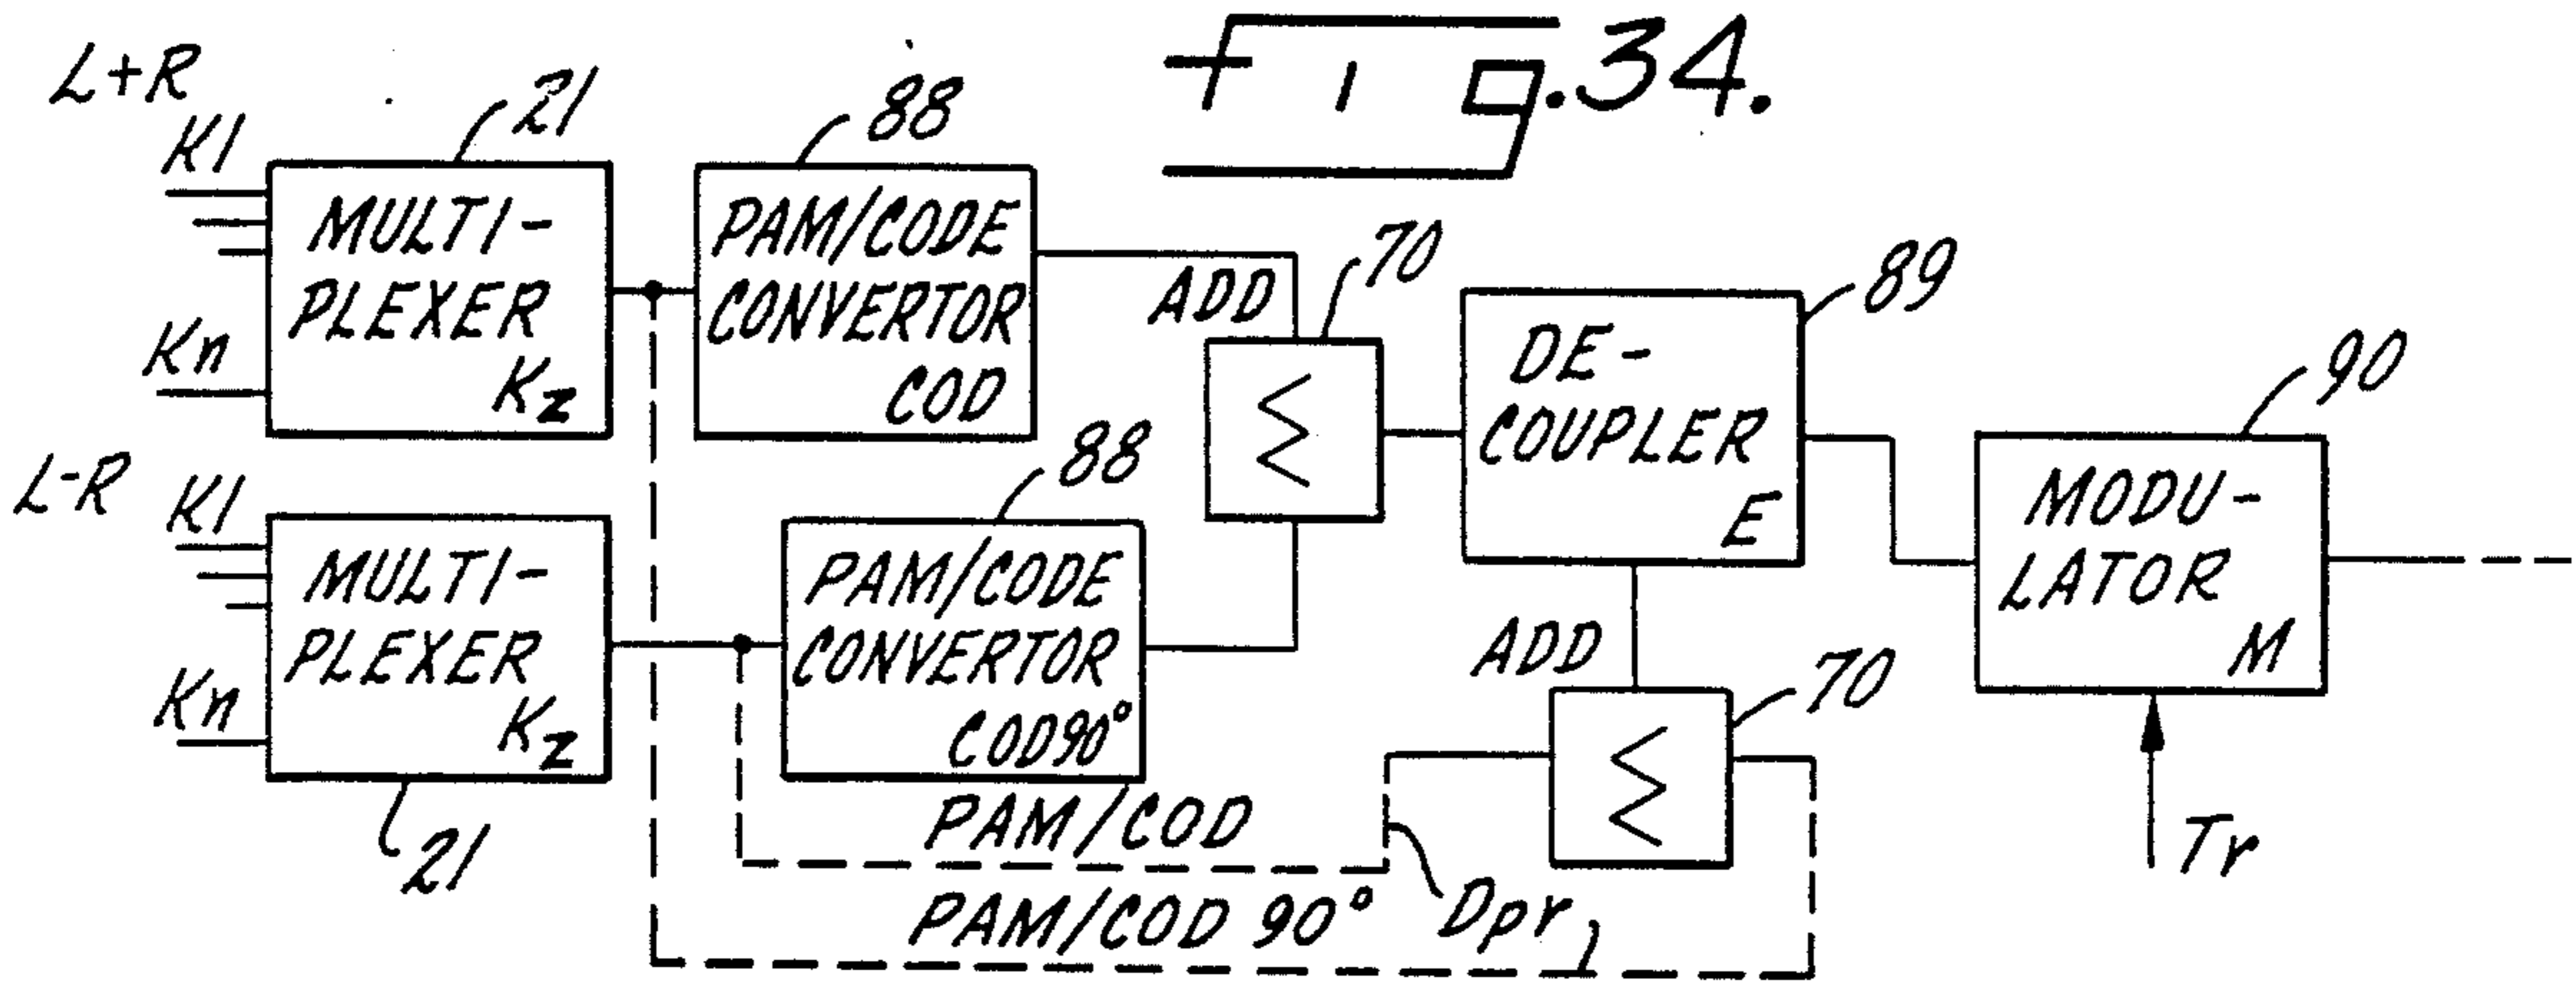 Fig. 34.
L+R
K1
Kn
21
MULTI-
PLEXER
Kz
88
PAM/CODE
CONVERTOR
COD
ADD
70
Σ
DE-
COUPLER
E
89
90
MODU-
LATOR
M
Tr
L-R
K1
Kn
MULTI-
PLEXER
Kz
21
88
PAM/CODE
CONVERTOR
COD90°
ADD
70
Σ
PAM/COD
PAM/COD 90°
Dpr